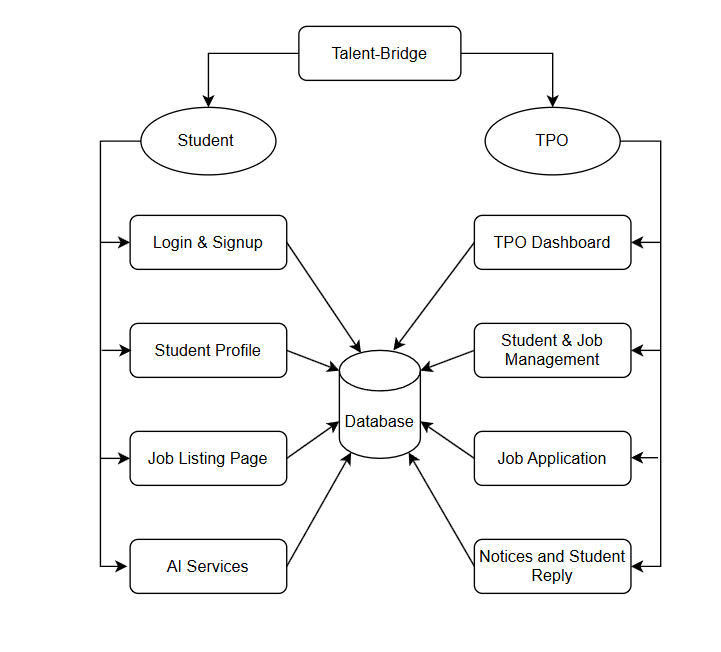 Talent-Bridge
Student
TPO
Login & Signup
TPO Dashboard
Student Profile
Student & Job
Management
Database
Job Listing Page
Job Application
AI Services
Notices and Student
Reply